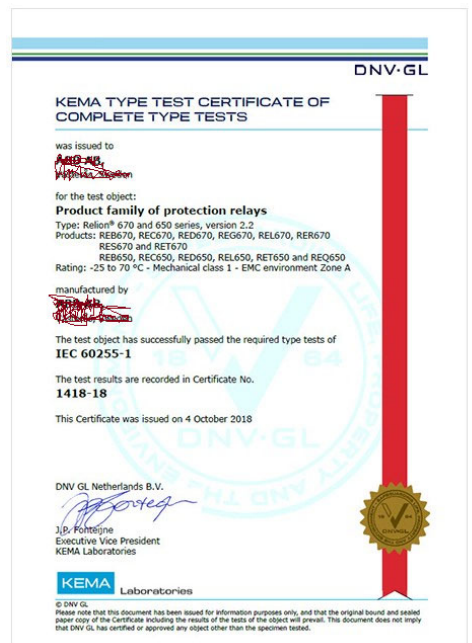 DNV·GL
KEMA TYPE TEST CERTIFICATE OF
COMPLETE TYPE TESTS
was issued to
for the test object:
Product family of protection relays
Type: Relion® 670 and 650 series, version 2.2
Products: REB670, REC670, RED670, REG670, REL670, RER670
RES670 and RET670
REB650, REC650, RED650, REL650, RET650 and REQ650
Rating: -25 to 70 °C - Mechanical class 1 - EMC environment Zone A
manufactured by
The test object has successfully passed the required type tests of
IEC 60255-1
The test results are recorded in Certificate No.
1418-18
This Certificate was issued on 4 October 2018
18 64
DNV·GL
DNV GL Netherlands B.V.
J.P. Fonteijne
Executive Vice President
KEMA Laboratories
KEMA Laboratories
© DNV GL
Please note that this document has been issued for information purposes only, and that the original bound and sealed
paper copy of the Certificate including the results of the tests of the object will prevail. This document does not imply
that DNV GL has certified or approved any object other than the specimen tested.